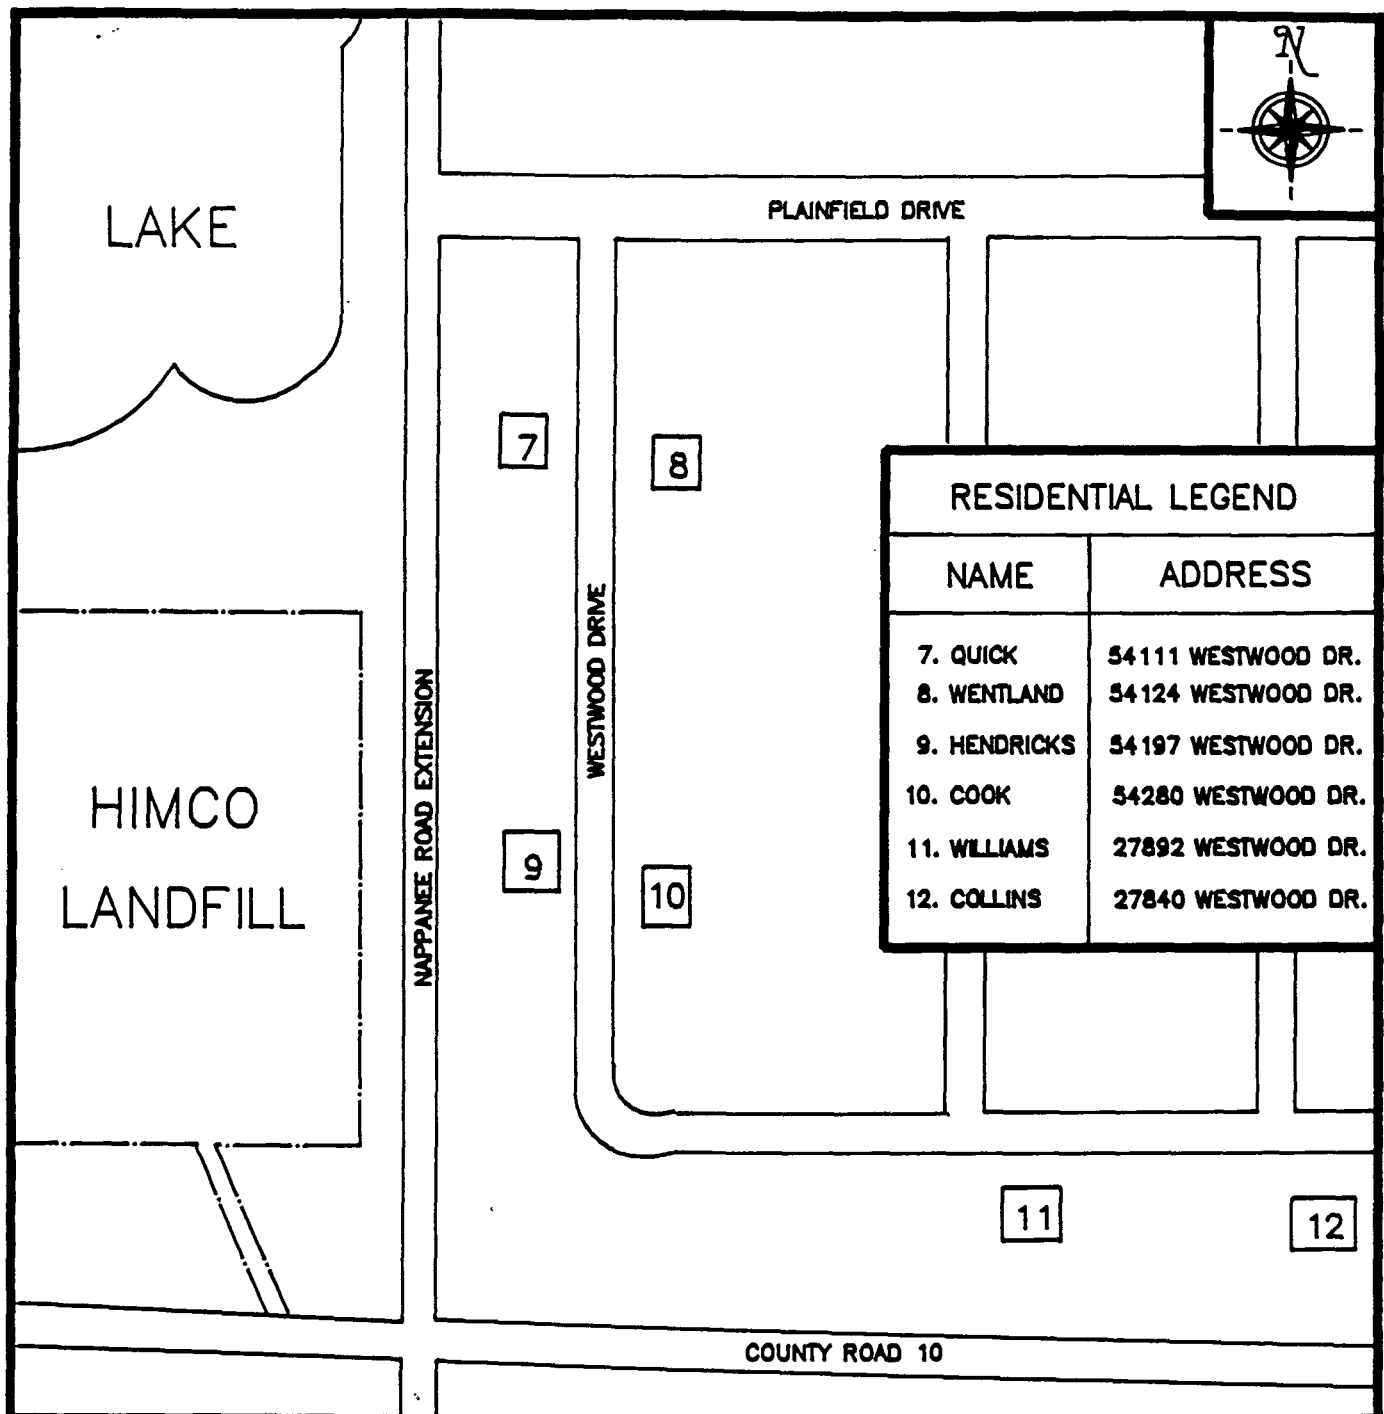 N
LAKE
PLAINFIELD DRIVE
7
8
RESIDENTIAL LEGEND
NAME ADDRESS
7. QUICK 54111 WESTWOOD DR.
8. WENTLAND 54124 WESTWOOD DR.
9. HENDRICKS 54197 WESTWOOD DR.
10. COOK 54280 WESTWOOD DR.
11. WILLIAMS 27892 WESTWOOD DR.
12. COLLINS 27840 WESTWOOD DR.
WESTWOOD DRIVE
NAPPANEE ROAD EXTENSION
HIMCO
LANDFILL
9
10
11
12
COUNTY ROAD 10